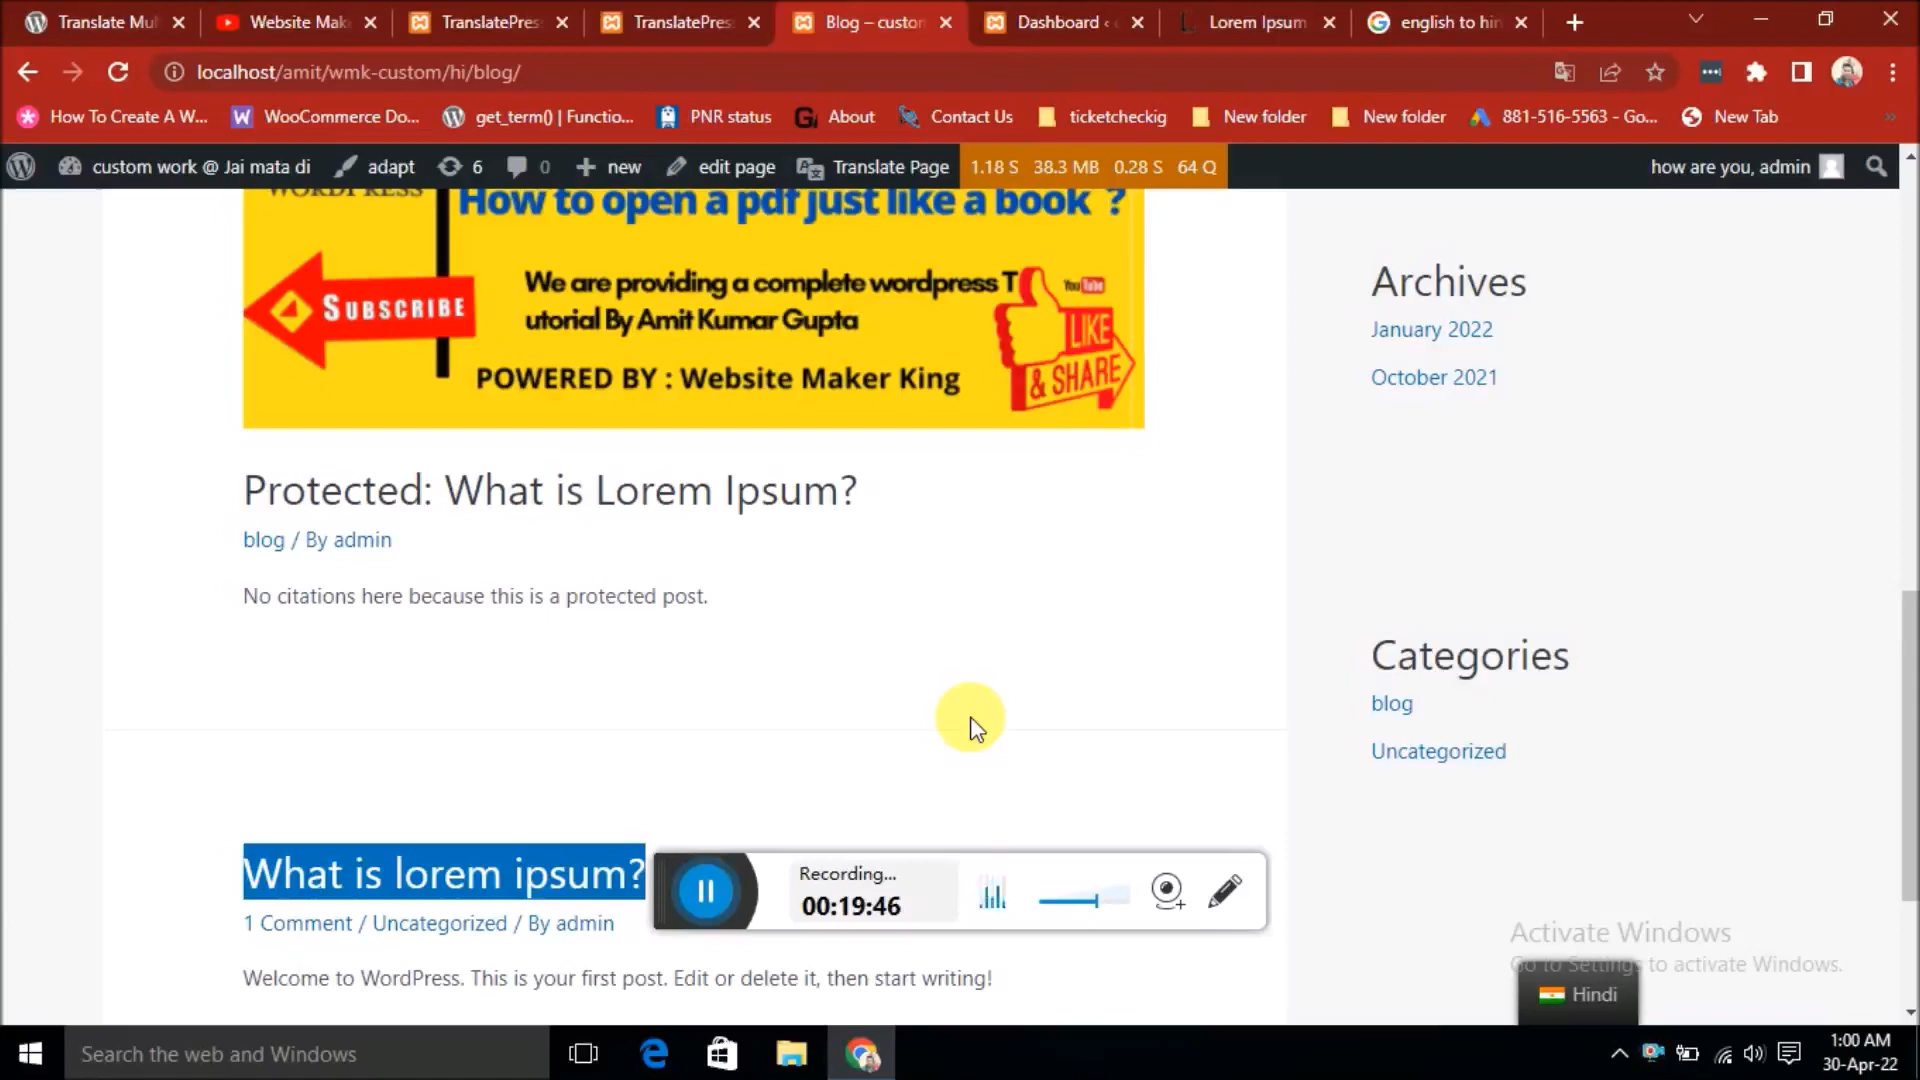 Translate Mul
Website Mak
TranslatePres
TranslatePres
Blog – custor
Dashboard ‹
Lorem Ipsum
english to hin
localhost/amit/wmk-custom/hi/blog/
How To Create A W...
WooCommerce Do...
get_term() | Functio...
PNR status
About
Contact Us
ticketcheckig
New folder
New folder
881-516-5563 - Go...
New Tab
»
custom work @ Jai mata di
adapt
6
0
new
edit page
Translate Page
1.18 S 38.3 MB 0.28 S 64 Q
how are you, admin
WORDPRESS
How to open a pdf just like a book ?
SUBSCRIBE
We are providing a complete wordpress T
utorial By Amit Kumar Gupta
POWERED BY : Website Maker King
You Tube
LIKE
& SHARE
Protected: What is Lorem Ipsum?
blog / By admin
No citations here because this is a protected post.
What is lorem ipsum?
1 Comment / Uncategorized / By admin
Welcome to WordPress. This is your first post. Edit or delete it, then start writing!
Archives
January 2022
October 2021
Categories
blog
Uncategorized
Recording...
00:19:46
Activate Windows
Go to Settings to activate Windows.
Hindi
Search the web and Windows
1:00 AM
30-Apr-22